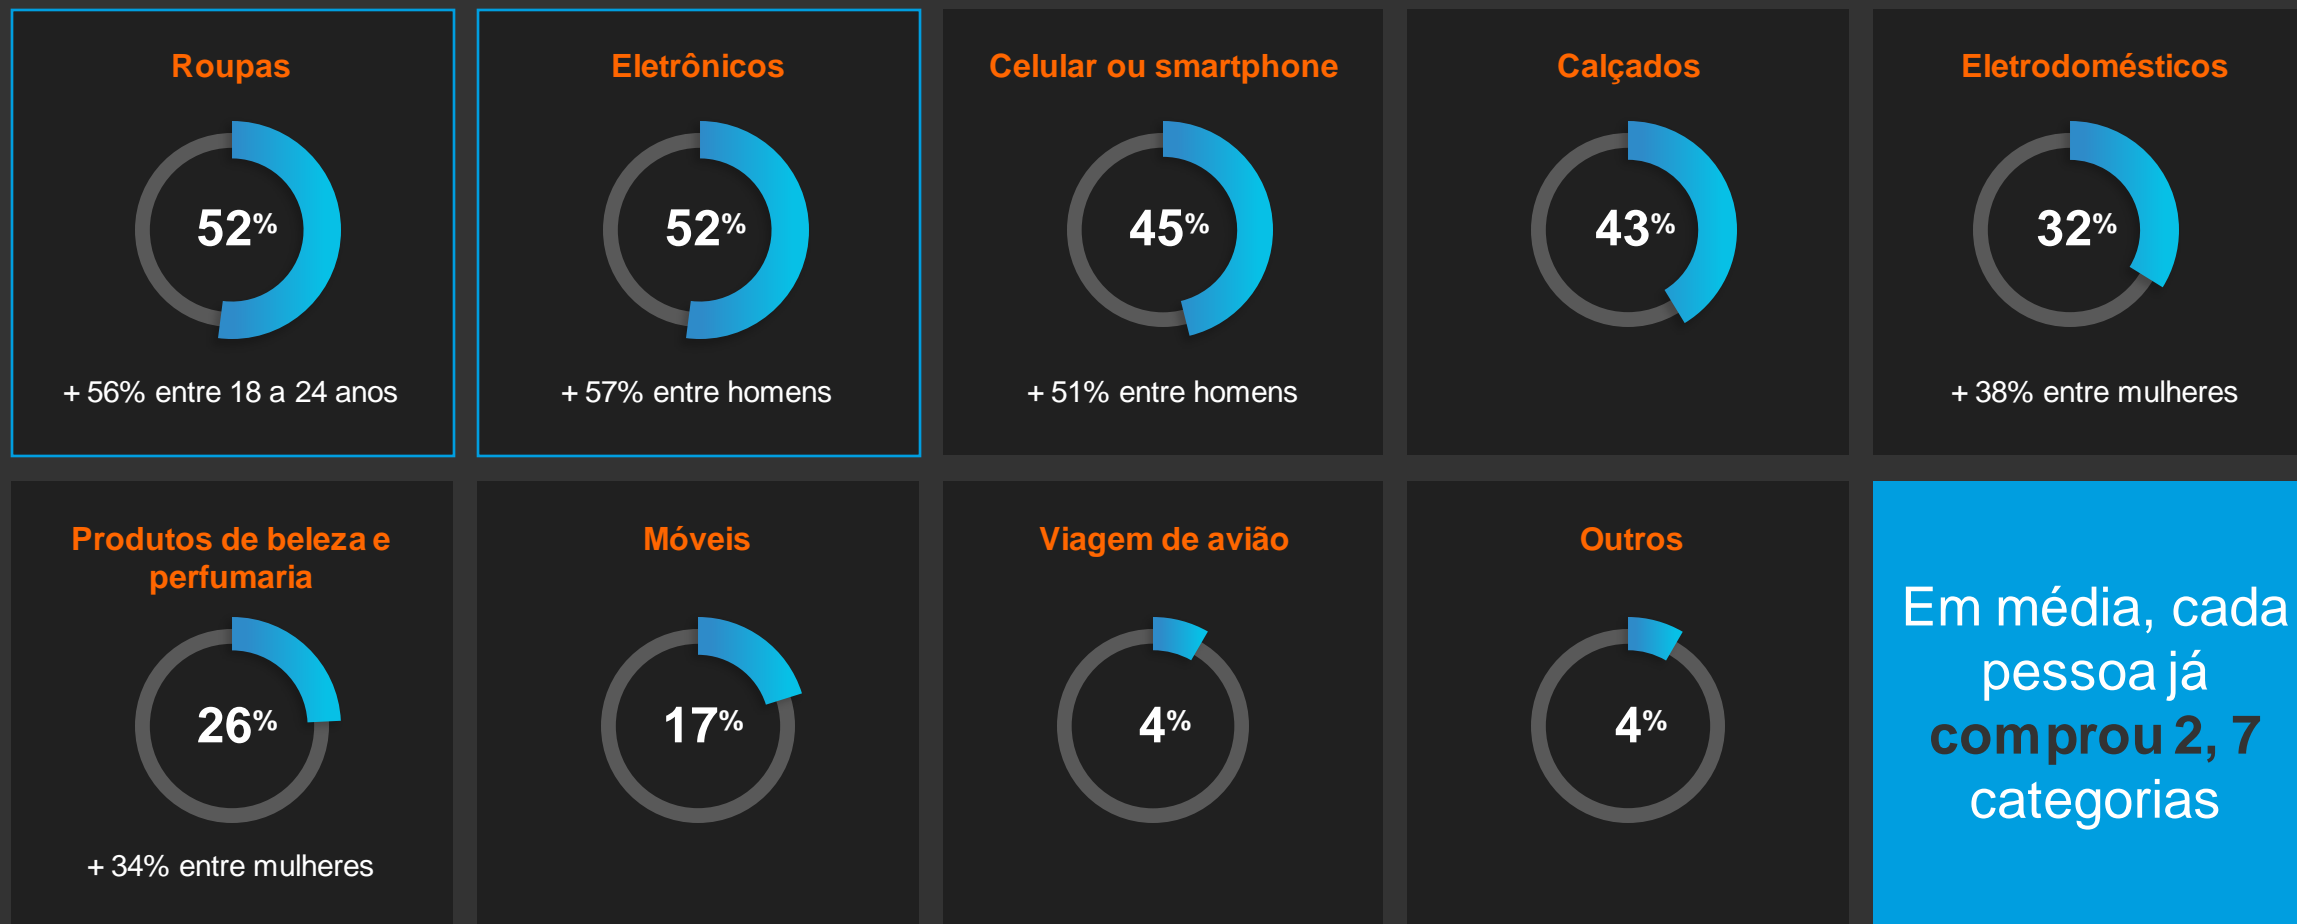 Roupas
52%
+ 56% entre 18 a 24 anos
Eletrônicos
52%
+ 57% entre homens
Celular ou smartphone
45%
+ 51% entre homens
Calçados
43%
Eletrodomésticos
32%
+ 38% entre mulheres
Produtos de beleza e
perfumaria
26%
+ 34% entre mulheres
Móveis
17%
Viagem de avião
4%
Outros
4%
Em média, cada
pessoa já
comprou 2, 7
categorias